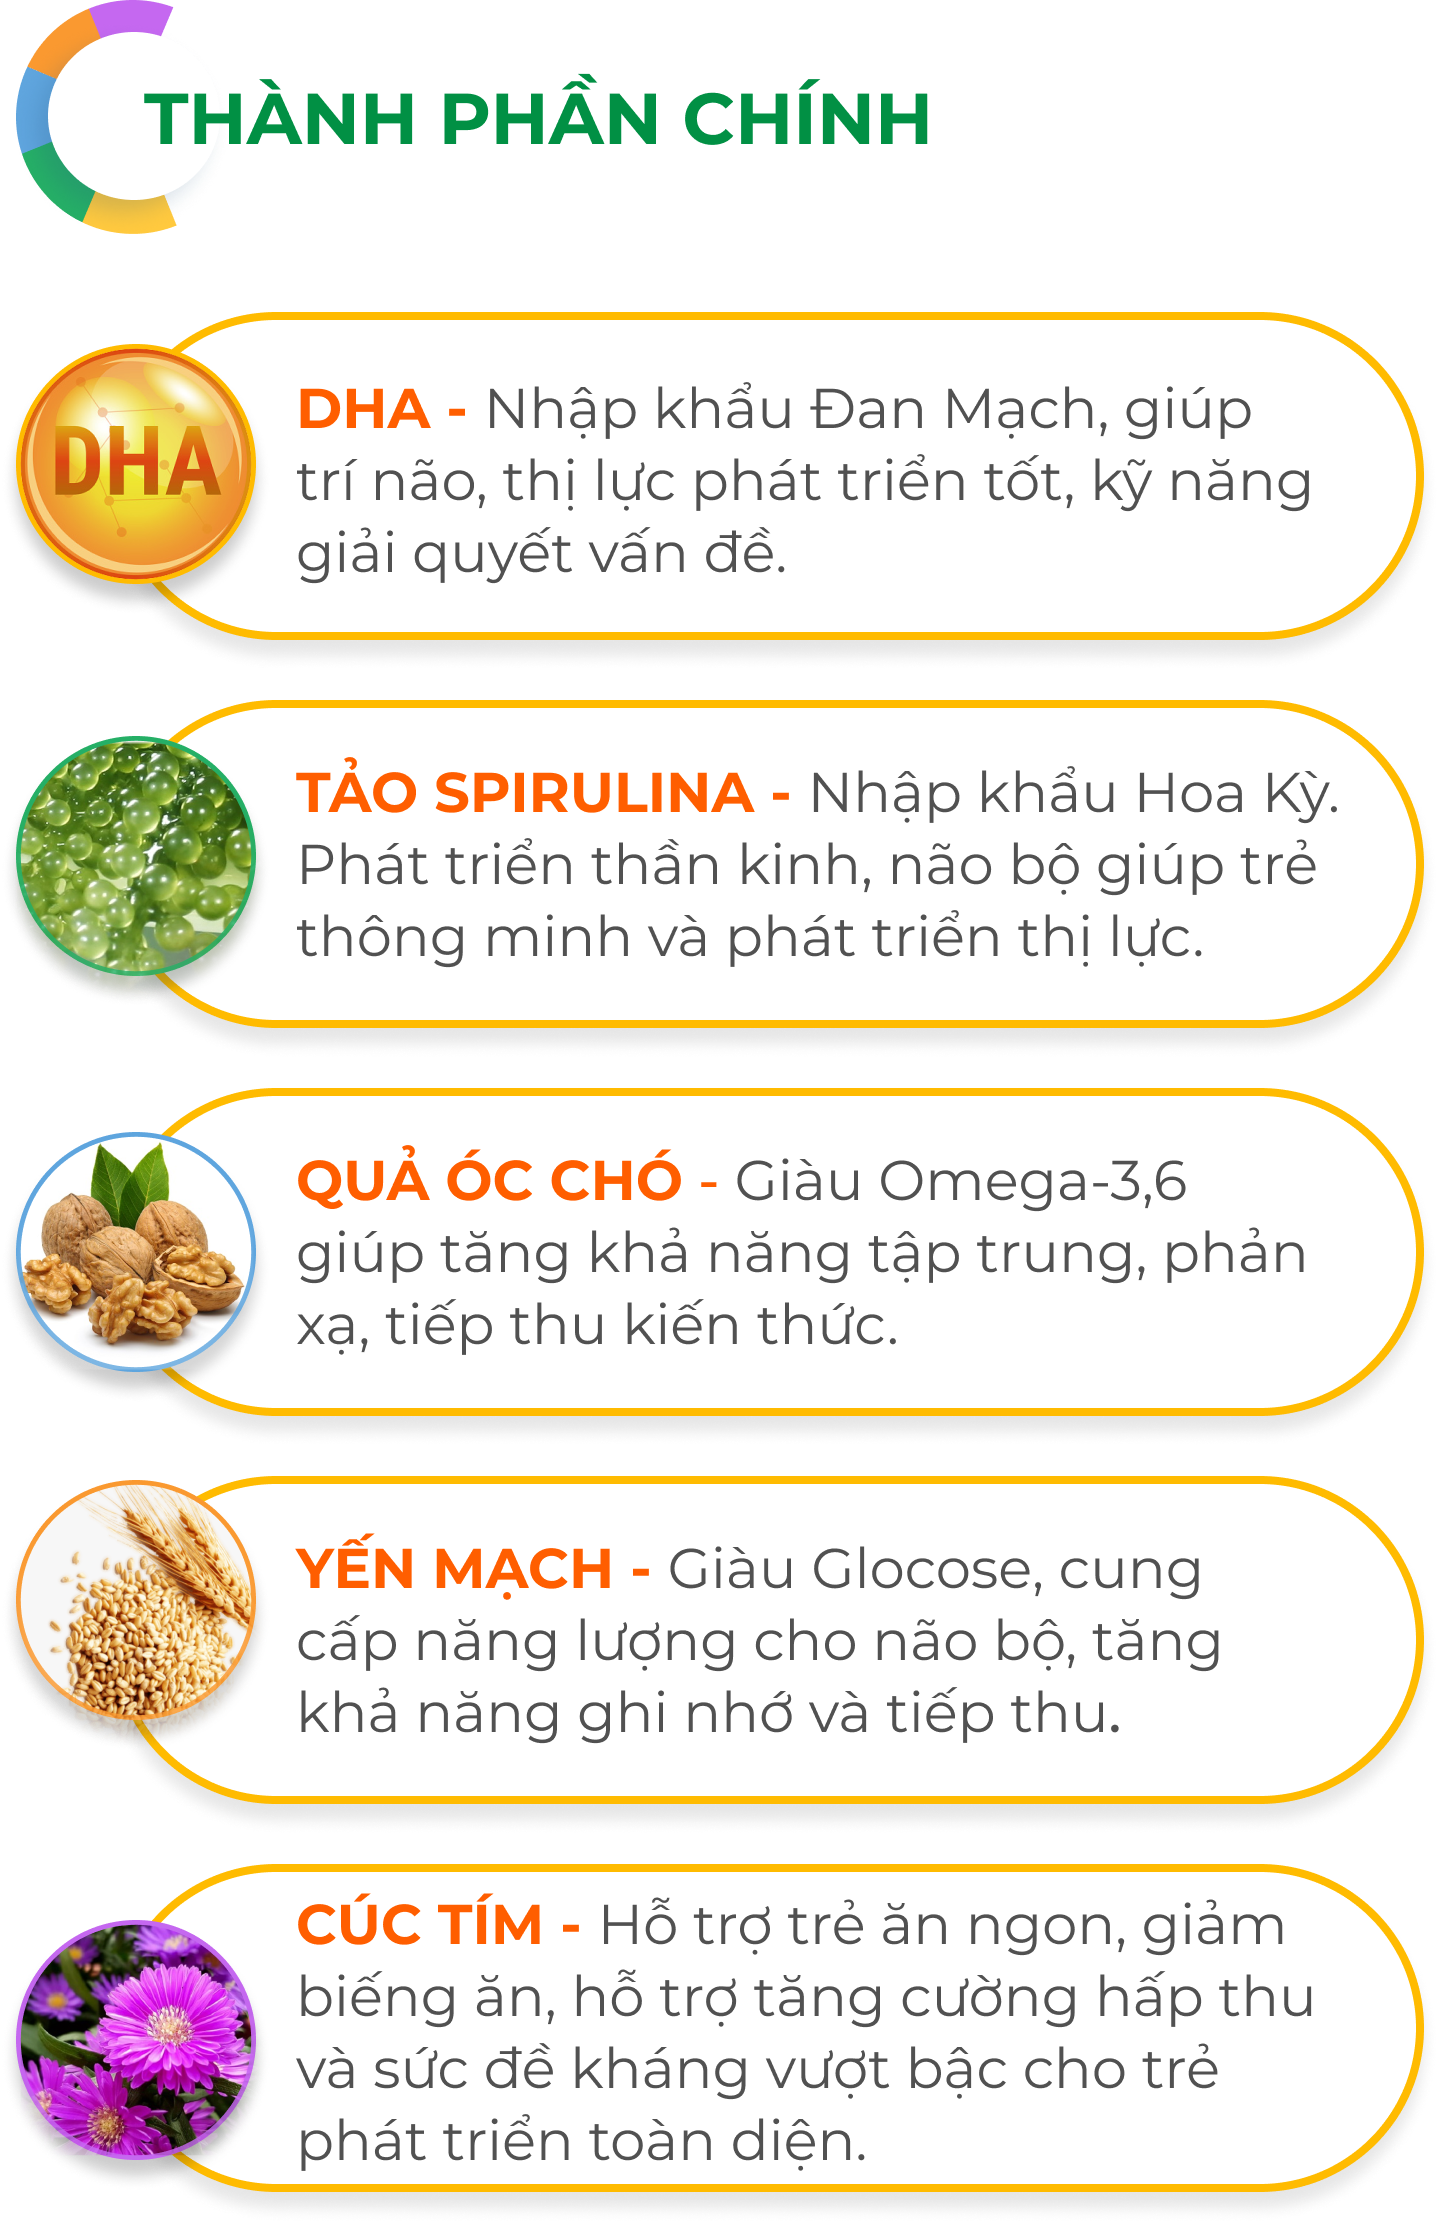 THÀNH PHẦN CHÍNH
DHA
DHA - Nhập khẩu Đan Mạch, giúp
trí não, thị lực phát triển tốt, kỹ năng
giải quyết vấn đề.
TẢO SPIRULINA - Nhập khẩu Hoa Kỳ.
Phát triển thần kinh, não bộ giúp trẻ
thông minh và phát triển thị lực.
QUẢ ÓC CHÓ - Giàu Omega-3,6
giúp tăng khả năng tập trung, phản
xạ, tiếp thu kiến thức.
YẾN MẠCH - Giàu Glocose, cung
cấp năng lượng cho não bộ, tăng
khả năng ghi nhớ và tiếp thu.
CÚC TÍM - Hỗ trợ trẻ ăn ngon, giảm
biếng ăn, hỗ trợ tăng cường hấp thu
và sức đề kháng vượt bậc cho trẻ
phát triển toàn diện.